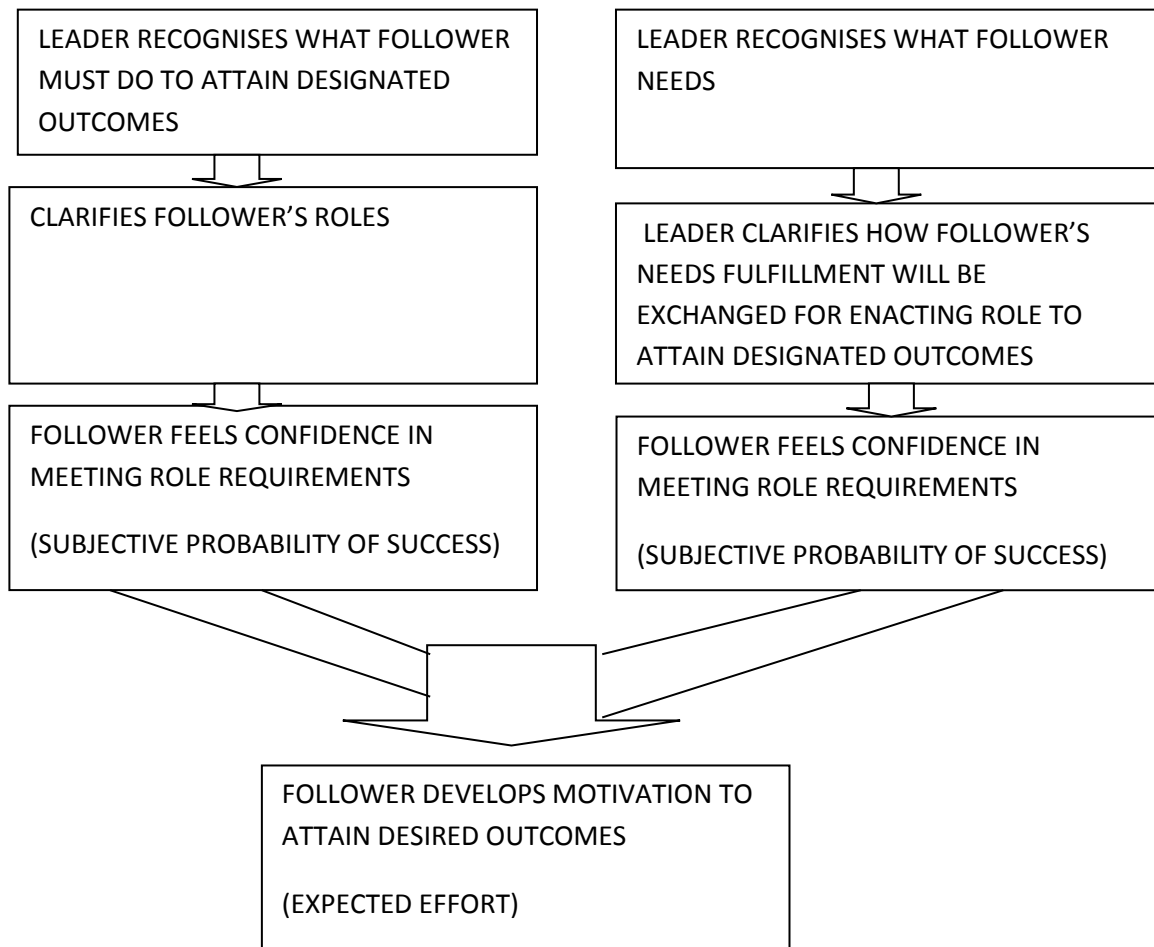 LEADER RECOGNISES WHAT FOLLOWER
MUST DO TO ATTAIN DESIGNATED
OUTCOMES
LEADER RECOGNISES WHAT FOLLOWER
NEEDS
CLARIFIES FOLLOWER’S ROLES
LEADER CLARIFIES HOW FOLLOWER’S
NEEDS FULFILLMENT WILL BE
EXCHANGED FOR ENACTING ROLE TO
ATTAIN DESIGNATED OUTCOMES
FOLLOWER FEELS CONFIDENCE IN
MEETING ROLE REQUIREMENTS
(SUBJECTIVE PROBABILITY OF SUCCESS)
FOLLOWER FEELS CONFIDENCE IN
MEETING ROLE REQUIREMENTS
(SUBJECTIVE PROBABILITY OF SUCCESS)
FOLLOWER DEVELOPS MOTIVATION TO
ATTAIN DESIRED OUTCOMES
(EXPECTED EFFORT)